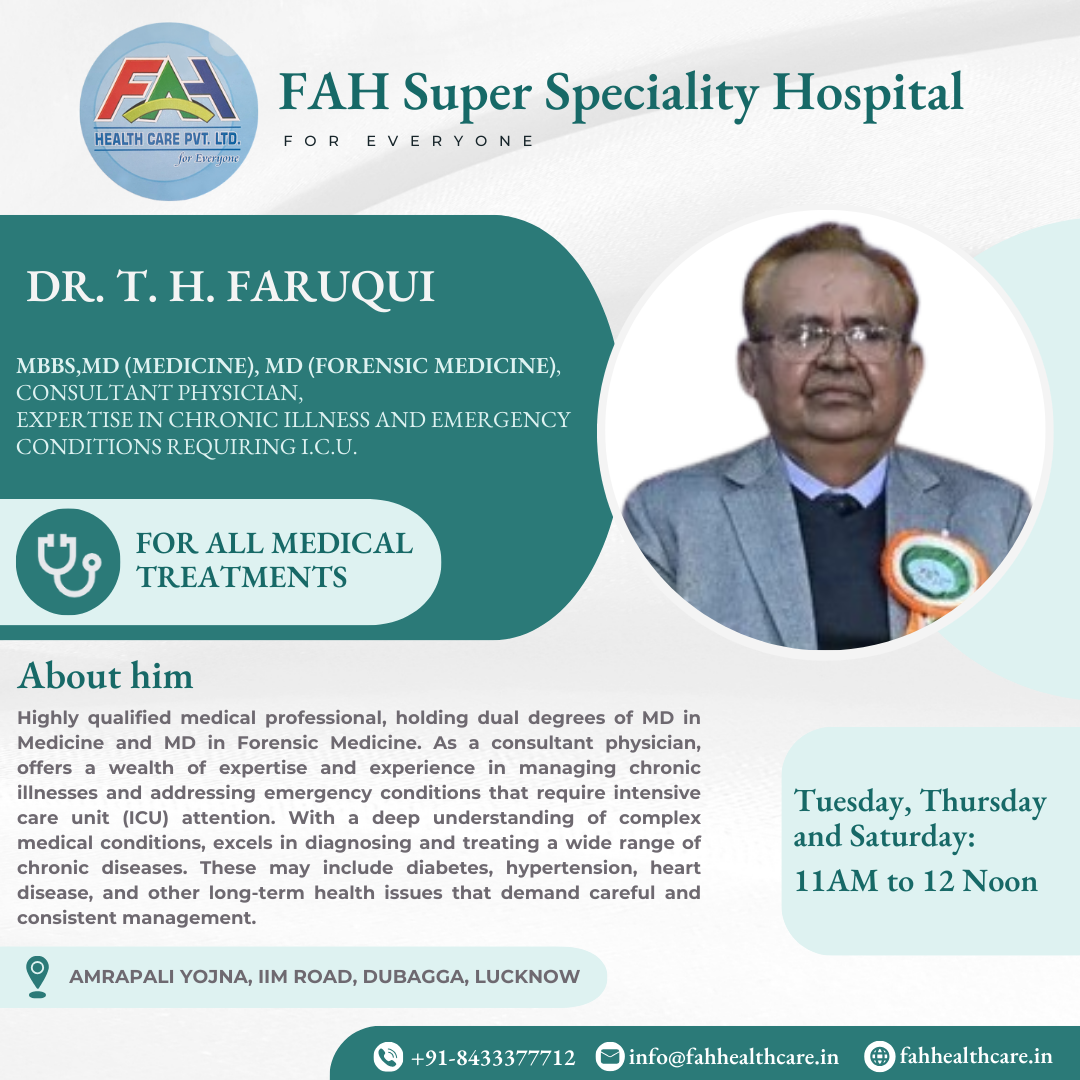 FAH
HEALTH CARE PVT. LTD.
for Everyone
FAH Super Speciality Hospital
FOR EVERYONE
DR. T. H. FARUQUI
MBBS,MD (MEDICINE), MD (FORENSIC MEDICINE),
CONSULTANT PHYSICIAN,
EXPERTISE IN CHRONIC ILLNESS AND EMERGENCY
CONDITIONS REQUIRING I.C.U.
FOR ALL MEDICAL
TREATMENTS
About him
Highly qualified medical professional, holding dual degrees of MD in
Medicine and MD in Forensic Medicine. As a consultant physician,
offers a wealth of expertise and experience in managing chronic
illnesses and addressing emergency conditions that require intensive
care unit (ICU) attention. With a deep understanding of complex
medical conditions, excels in diagnosing and treating a wide range of
chronic diseases. These may include diabetes, hypertension, heart
disease, and other long-term health issues that demand careful and
consistent management.
Tuesday, Thursday
and Saturday:
11AM to 12 Noon
AMRAPALI YOJNA, IIM ROAD, DUBAGGA, LUCKNOW
+91-8433377712
info@fahhealthcare.in
fahhealthcare.in